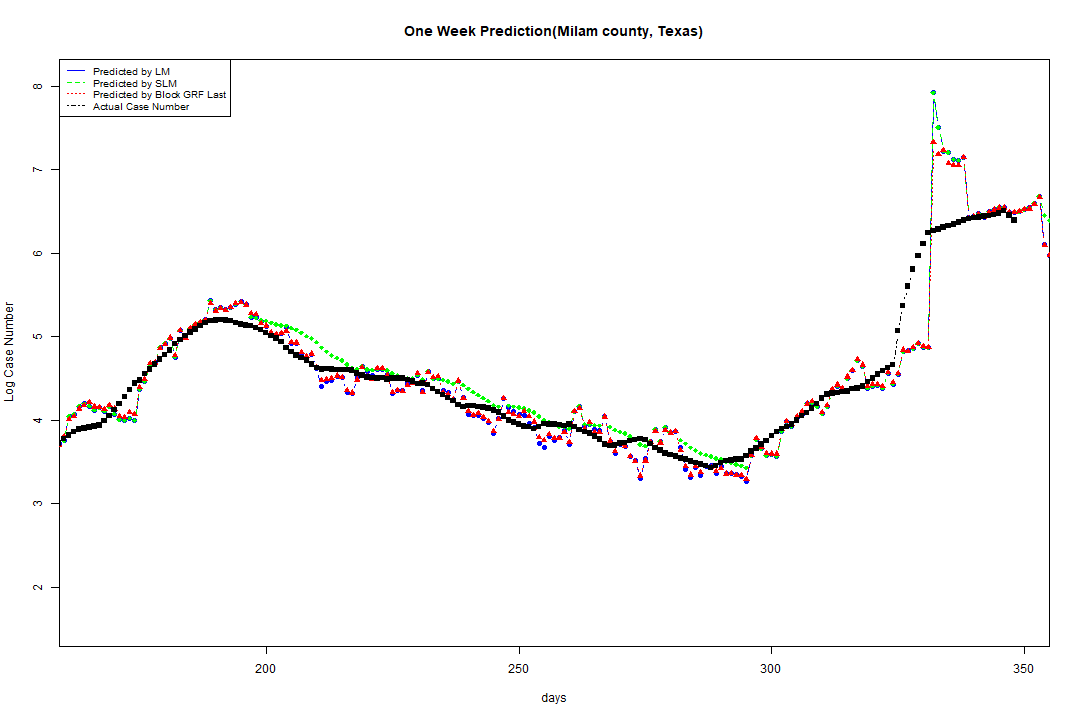 One Week Prediction(Milam county, Texas)
Predicted by LM
Predicted by SLM
Predicted by Block GRF Last
Actual Case Number
8
7
6
5
4
3
2
Log Case Number
200 250 300 350
days